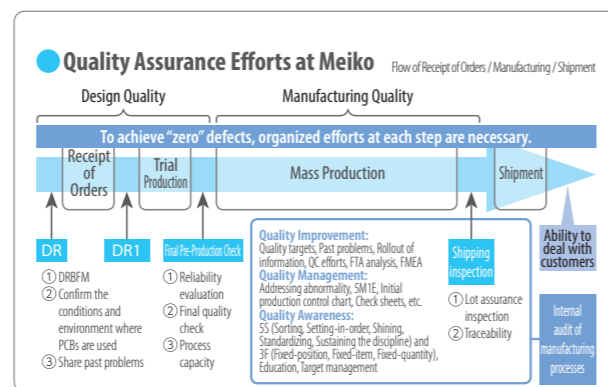 Quality Assurance Efforts at Meiko
Flow of Receipt of Orders / Manufacturing / Shipment
Design Quality
Manufacturing Quality
To achieve “zero” defects, organized efforts at each step are necessary.
Receipt
of
Orders
Trial
Production
Mass Production
Shipment
DR
① DRBFM
② Confirm the
conditions and
environment where
PCBs are used
③ Share past problems
DR1
Final Pre-Production Check
① Reliability
evaluation
② Final quality
check
③ Process
capacity
Quality Improvement:
Quality targets, Past problems, Rollout of
information, QC efforts, FTA analysis, FMEA
Quality Management:
Addressing abnormality, 5M1E, Initial
production control chart, Check sheets, etc.
Quality Awareness:
5S (Sorting, Setting-in-order, Shining,
Standardizing, Sustaining the discipline) and
3F (Fixed-position, Fixed-item, Fixed-quantity),
Education, Target management
Shipping
inspection
① Lot assurance
inspection
② Traceability
Ability to
deal with
customers
Internal
audit of
manufacturing
processes